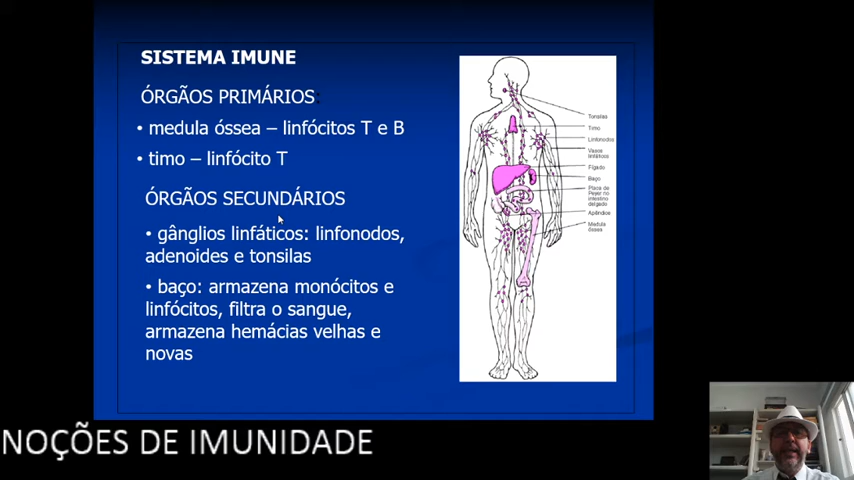 SISTEMA IMUNE
ÓRGÃOS PRIMÁRIOS:
• medula óssea – linfócitos T e B
• timo – linfócito T
ÓRGÃOS SECUNDÁRIOS
• gânglios linfáticos: linfonodos,
adenoides e tonsilas
• baço: armazena monócitos e
linfócitos, filtra o sangue,
armazena hemácias velhas e
novas
Tonsilas
Timo
Linfonodos
Vasos
linfáticos
Fígado
Baço
Placa de
Peyer no
intestino
delgado
Apêndice
Medula
óssea
NOÇÕES DE IMUNIDADE